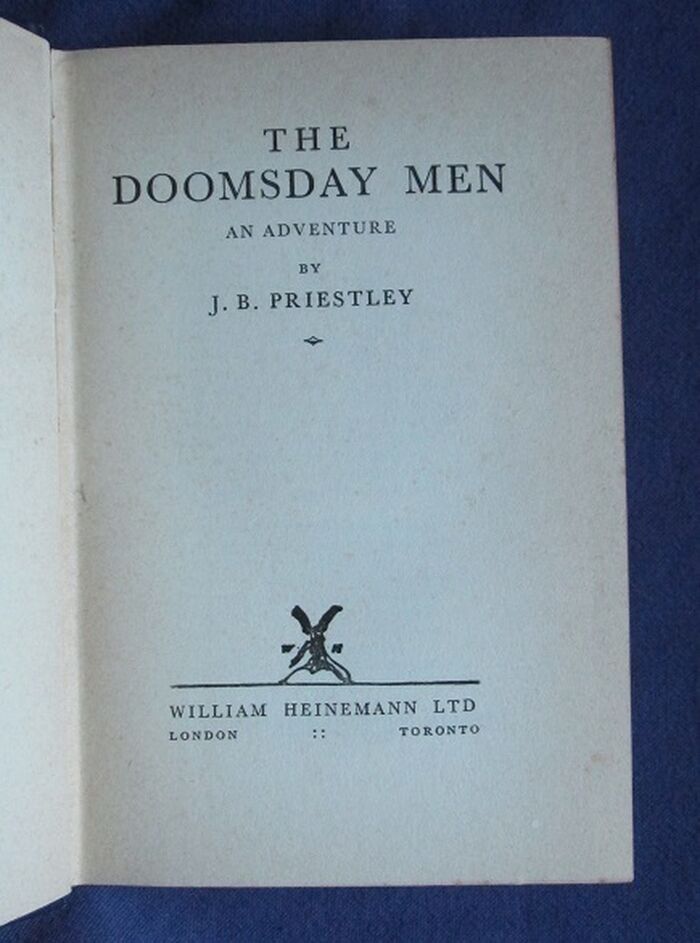 THE
DOOMSDAY MEN
AN ADVENTURE
BY
J. B. PRIESTLEY
W H
WILLIAM HEINEMANN LTD
LONDON :: TORONTO